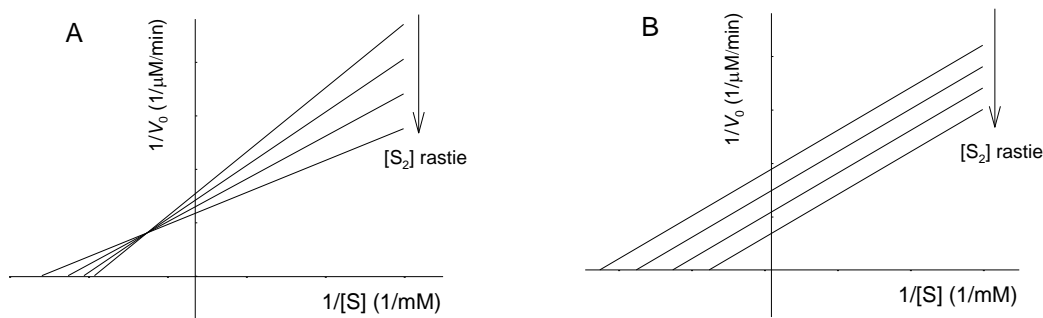 A
1/V₀ (1/μM/min)
[S₂] rastie
1/[S] (1/mM)
B
1/V₀ (1/μM/min)
[S₂] rastie
1/[S] (1/mM)